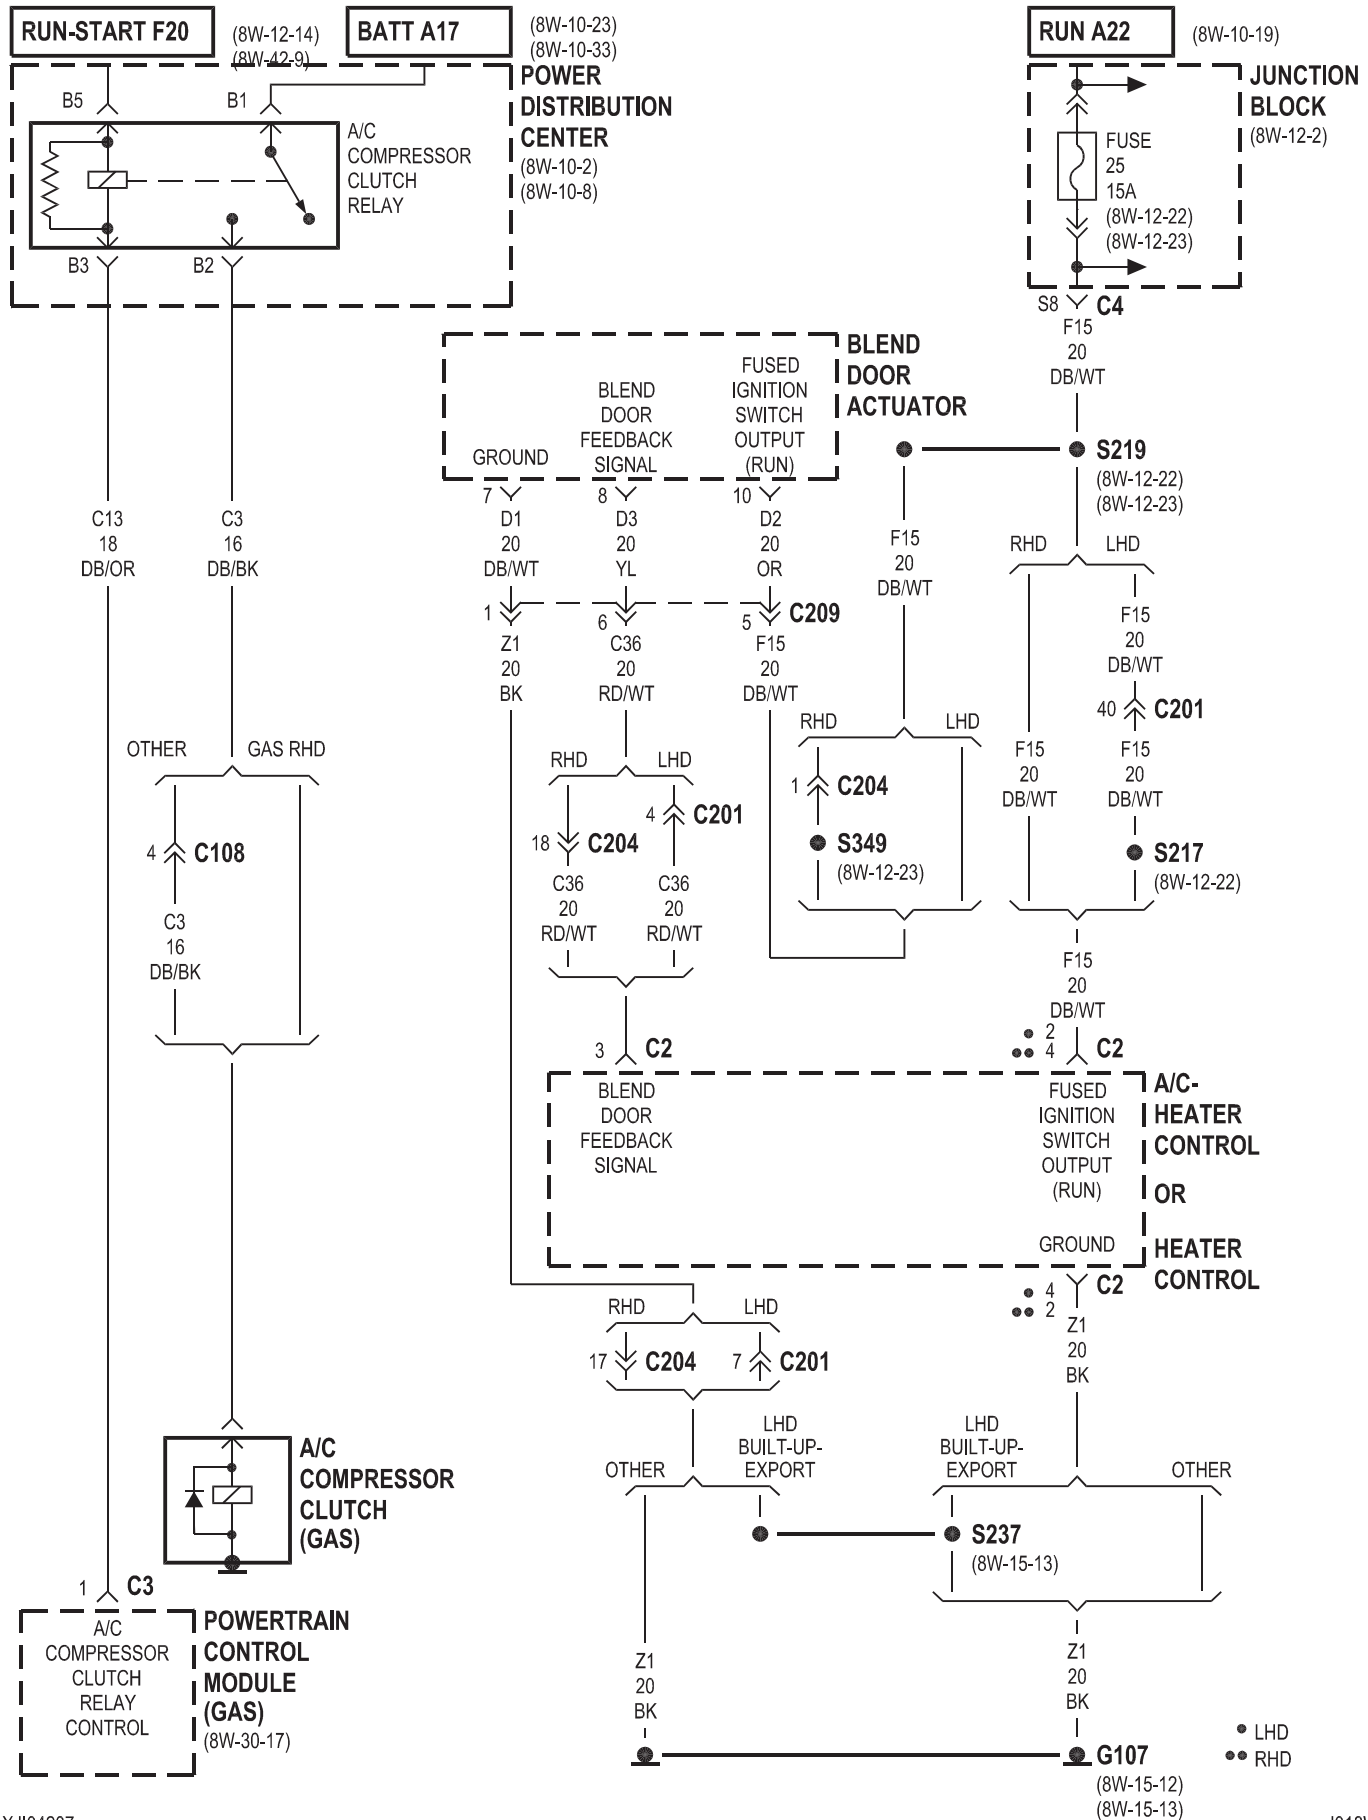 RUN-START F20
(8W-12-14)
(8W-42-9)
BATT A17
(8W-10-23)
(8W-10-33)
RUN A22
(8W-10-19)
POWER
DISTRIBUTION
CENTER
(8W-10-2)
(8W-10-8)
JUNCTION
BLOCK
(8W-12-2)
B5
B1
A/C
COMPRESSOR
CLUTCH
RELAY
B3
B2
FUSE
25
15A
(8W-12-22)
(8W-12-23)
S8
C4
F15
20
DB/WT
BLEND
DOOR
ACTUATOR
GROUND
BLEND
DOOR
FEEDBACK
SIGNAL
FUSED
IGNITION
SWITCH
OUTPUT
(RUN)
S219
(8W-12-22)
(8W-12-23)
7
D1
20
DB/WT
8
D3
20
YL
10
D2
20
OR
C13
18
DB/OR
C3
16
DB/BK
F15
20
DB/WT
RHD
LHD
1
6
5
C209
Z1
20
BK
C36
20
RD/WT
F15
20
DB/WT
F15
20
DB/WT
40
C201
F15
20
DB/WT
F15
20
DB/WT
OTHER
GAS RHD
RHD
LHD
RHD
LHD
4
C108
C3
16
DB/BK
18
C204
C36
20
RD/WT
4
C201
C36
20
RD/WT
1
C204
S349
(8W-12-23)
S217
(8W-12-22)
F15
20
DB/WT
3
C2
2
4
C2
BLEND
DOOR
FEEDBACK
SIGNAL
FUSED
IGNITION
SWITCH
OUTPUT
(RUN)
GROUND
A/C-
HEATER
CONTROL
OR
HEATER
CONTROL
4
2
C2
Z1
20
BK
RHD
LHD
17
C204
7
C201
OTHER
LHD
BUILT-UP-
EXPORT
LHD
BUILT-UP-
EXPORT
OTHER
A/C
COMPRESSOR
CLUTCH
(GAS)
S237
(8W-15-13)
1
C3
A/C
COMPRESSOR
CLUTCH
RELAY
CONTROL
POWERTRAIN
CONTROL
MODULE
(GAS)
(8W-30-17)
Z1
20
BK
Z1
20
BK
G107
(8W-15-12)
(8W-15-13)
LHD
RHD